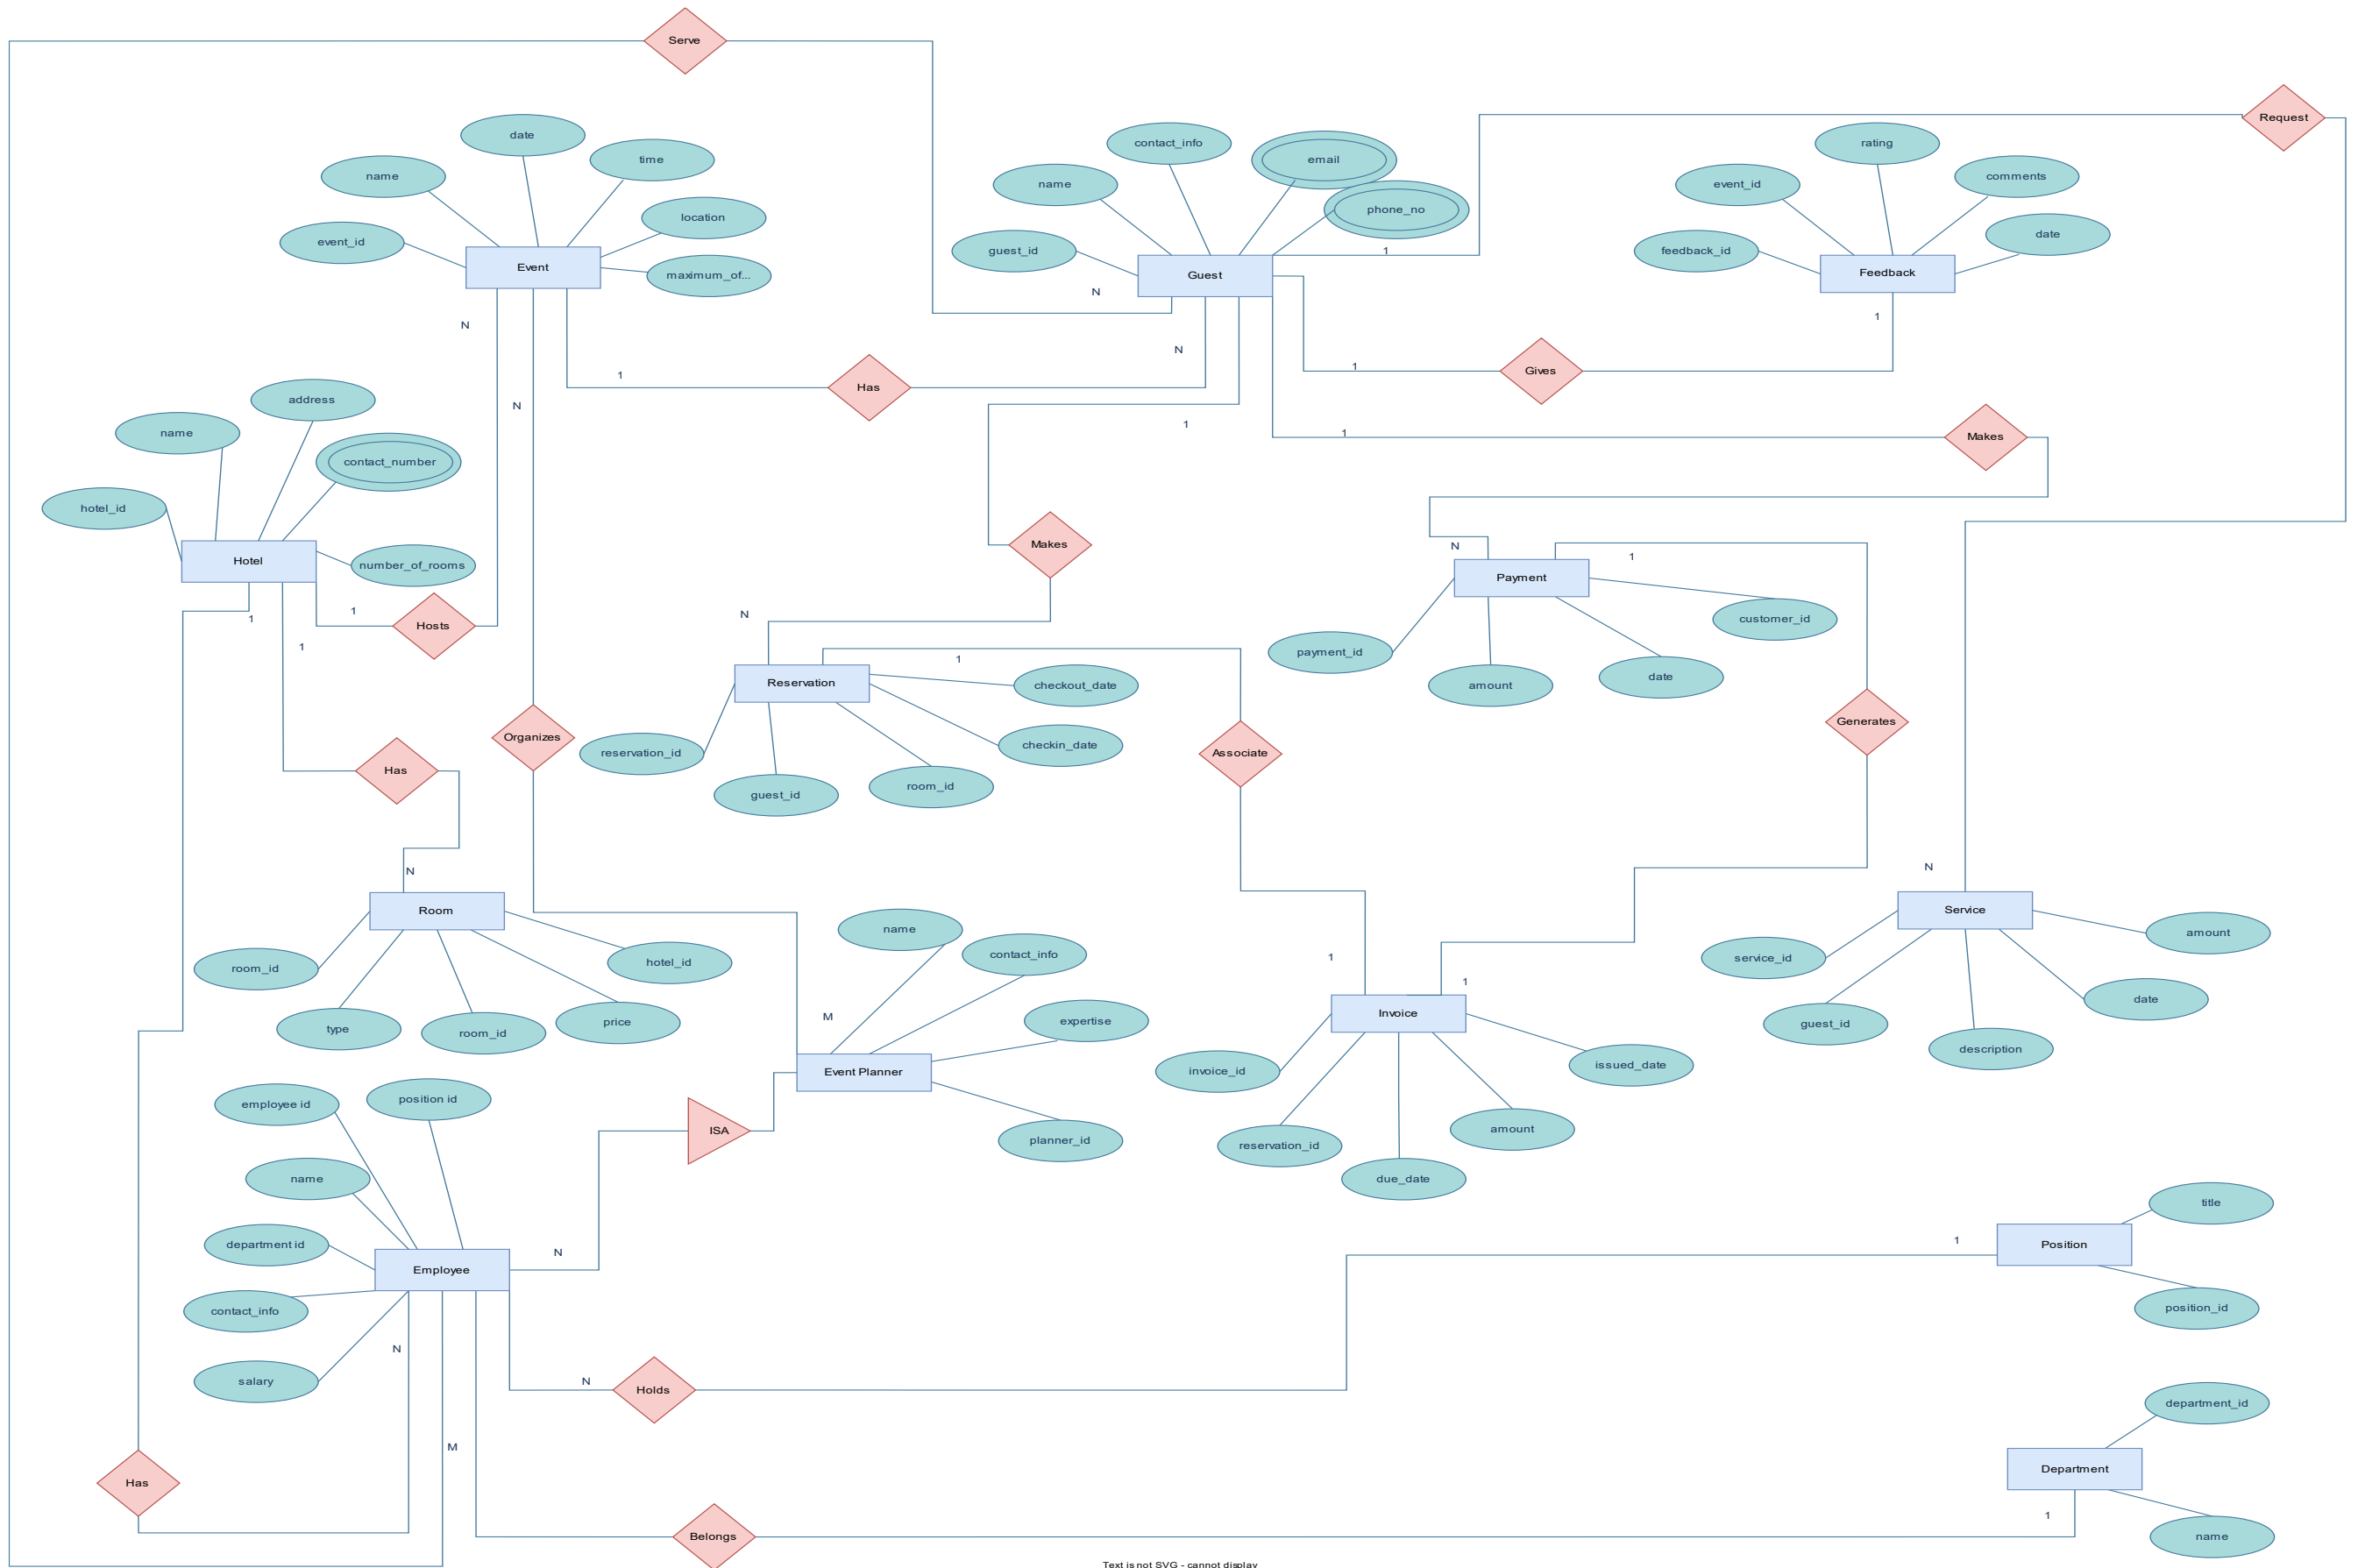 Serve
Request
date
rating
contact_info
time
email
name
comments
name
event_id
name
phone_no
location
date
event_id
guest_id
feedback_id
1
Event
maximum_of...
Guest
Feedback
N
N
1
N
1
Has
1
Gives
address
N
name
1
1
Makes
contact_number
hotel_id
Makes
N
1
Hotel
number_of_rooms
Payment
1
N
customer_id
1
Hosts
1
payment_id
1
date
Reservation
checkout_date
amount
Generates
Organizes
checkin_date
reservation_id
Associate
Has
room_id
guest_id
N
N
Room
Service
name
amount
contact_info
1
service_id
hotel_id
room_id
1
date
Invoice
M
expertise
price
guest_id
type
room_id
description
issued_date
Event Planner
invoice_id
position id
employee id
ISA
amount
planner_id
reservation_id
name
due_date
title
1
department id
Position
N
Employee
position_id
contact_info
N
salary
N
Holds
department_id
M
Department
Has
1
Belongs
name
Text is not SVG - cannot display